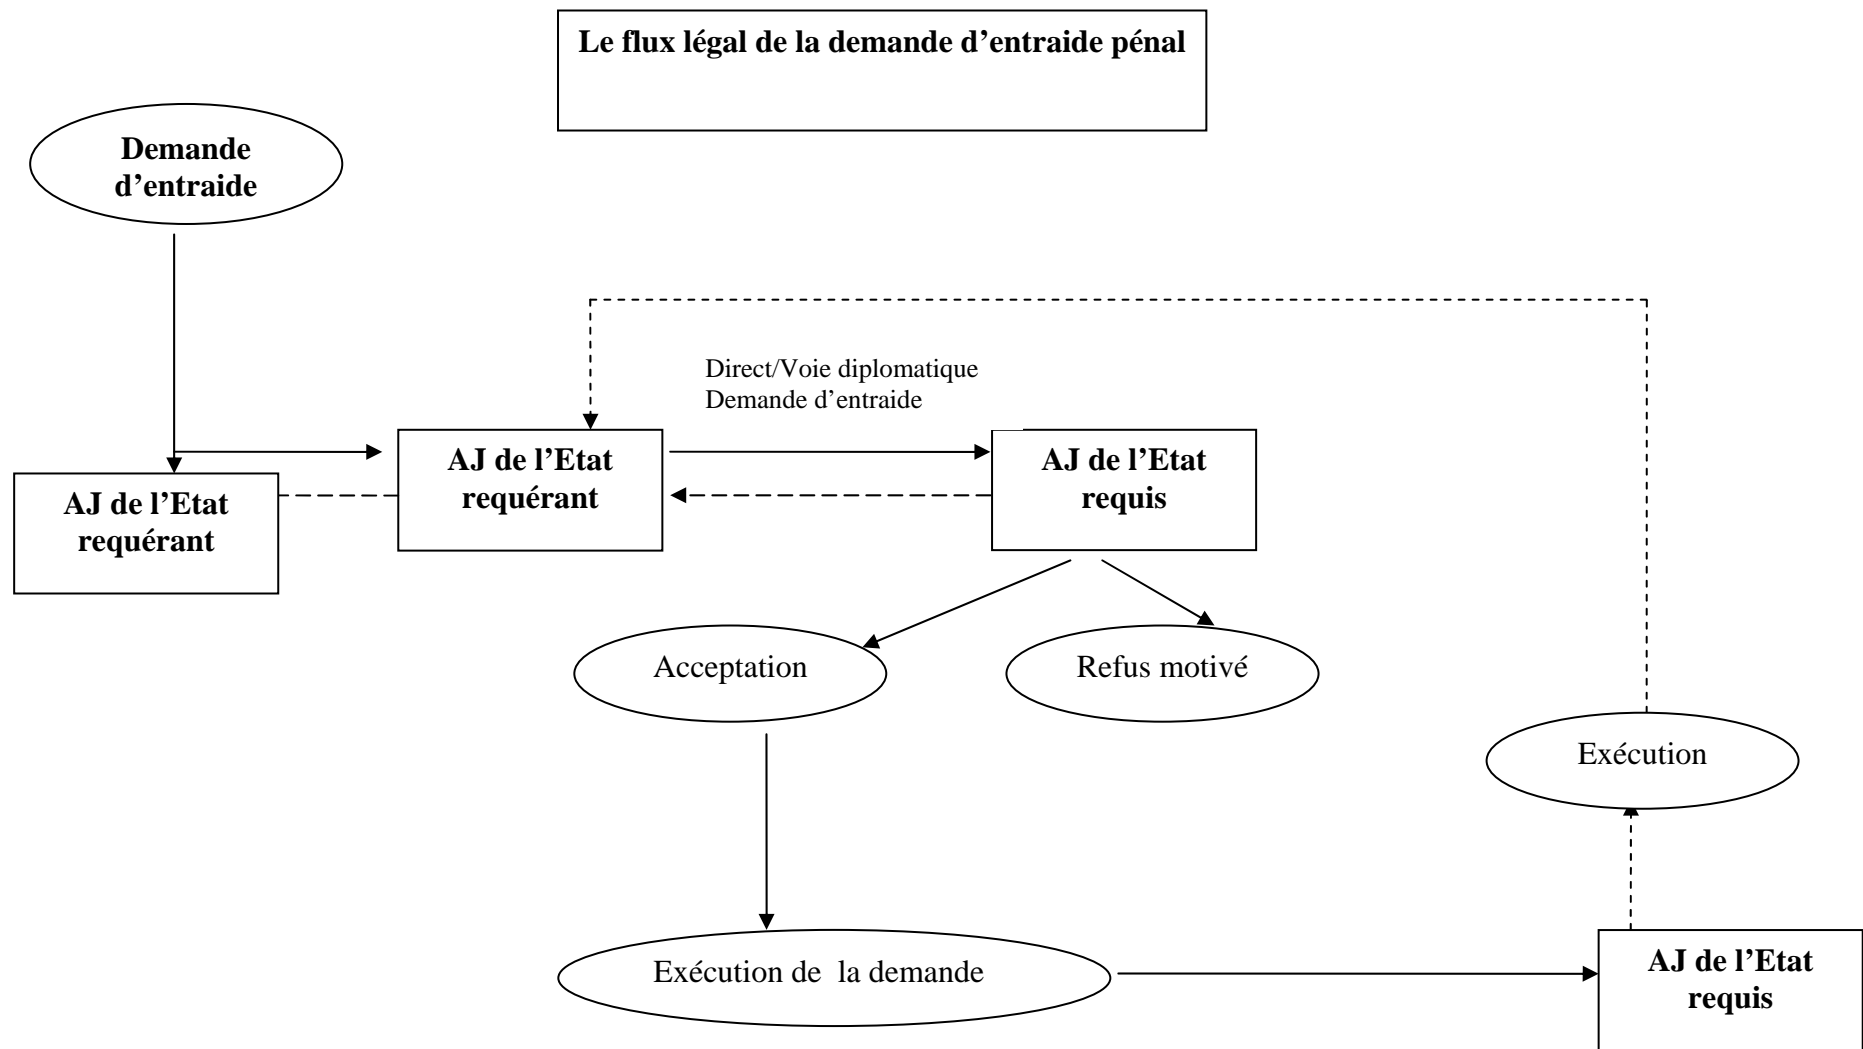 Le flux légal de la demande d’entraide pénal
Demande
d’entraide
Direct/Voie diplomatique
Demande d’entraide
AJ de l’Etat
requérant
AJ de l’Etat
requérant
AJ de l’Etat
requis
Acceptation
Refus motivé
Exécution
Exécution de  la demande
AJ de l’Etat
requis